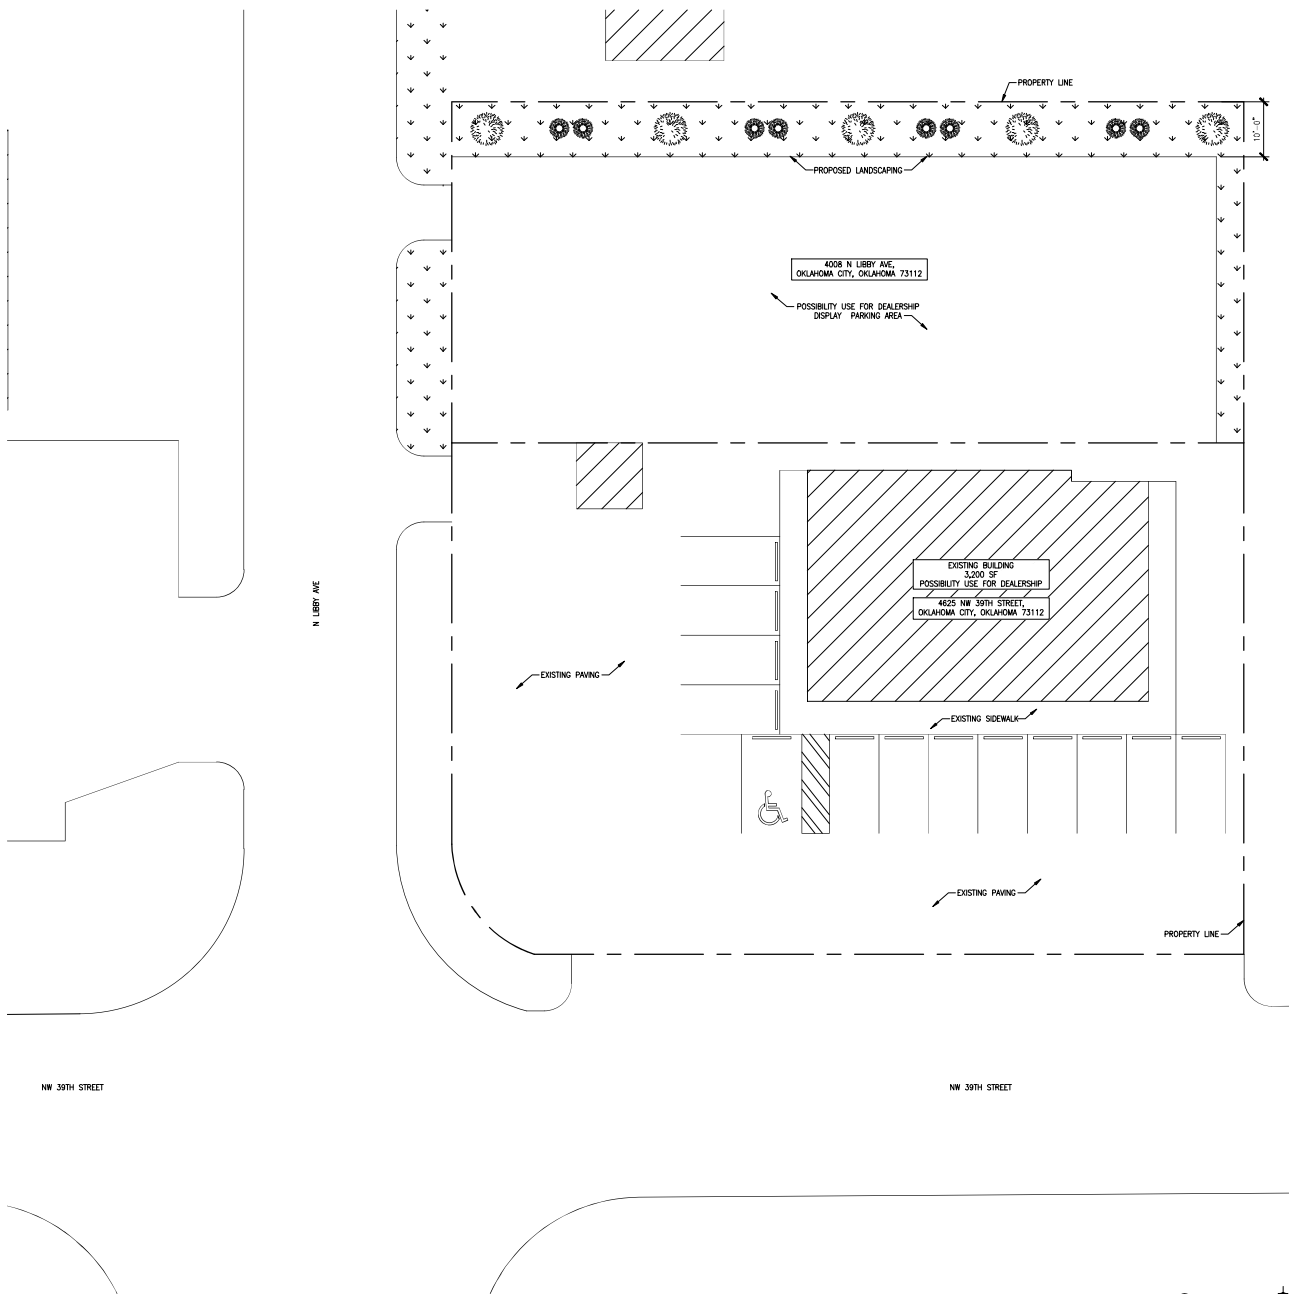 PROPERTY LINE
10'-0"
PROPOSED LANDSCAPING
4008 N LIBBY AVE,
OKLAHOMA CITY, OKLAHOMA 73112
POSSIBILITY USE FOR DEALERSHIP
DISPLAY PARKING AREA
EXISTING BUILDING
3,200 SF
POSSIBILITY USE FOR DEALERSHIP
4625 NW 39TH STREET,
OKLAHOMA CITY, OKLAHOMA 73112
N LIBBY AVE
EXISTING PAVING
EXISTING SIDEWALK
EXISTING PAVING
PROPERTY LINE
NW 39TH STREET
NW 39TH STREET